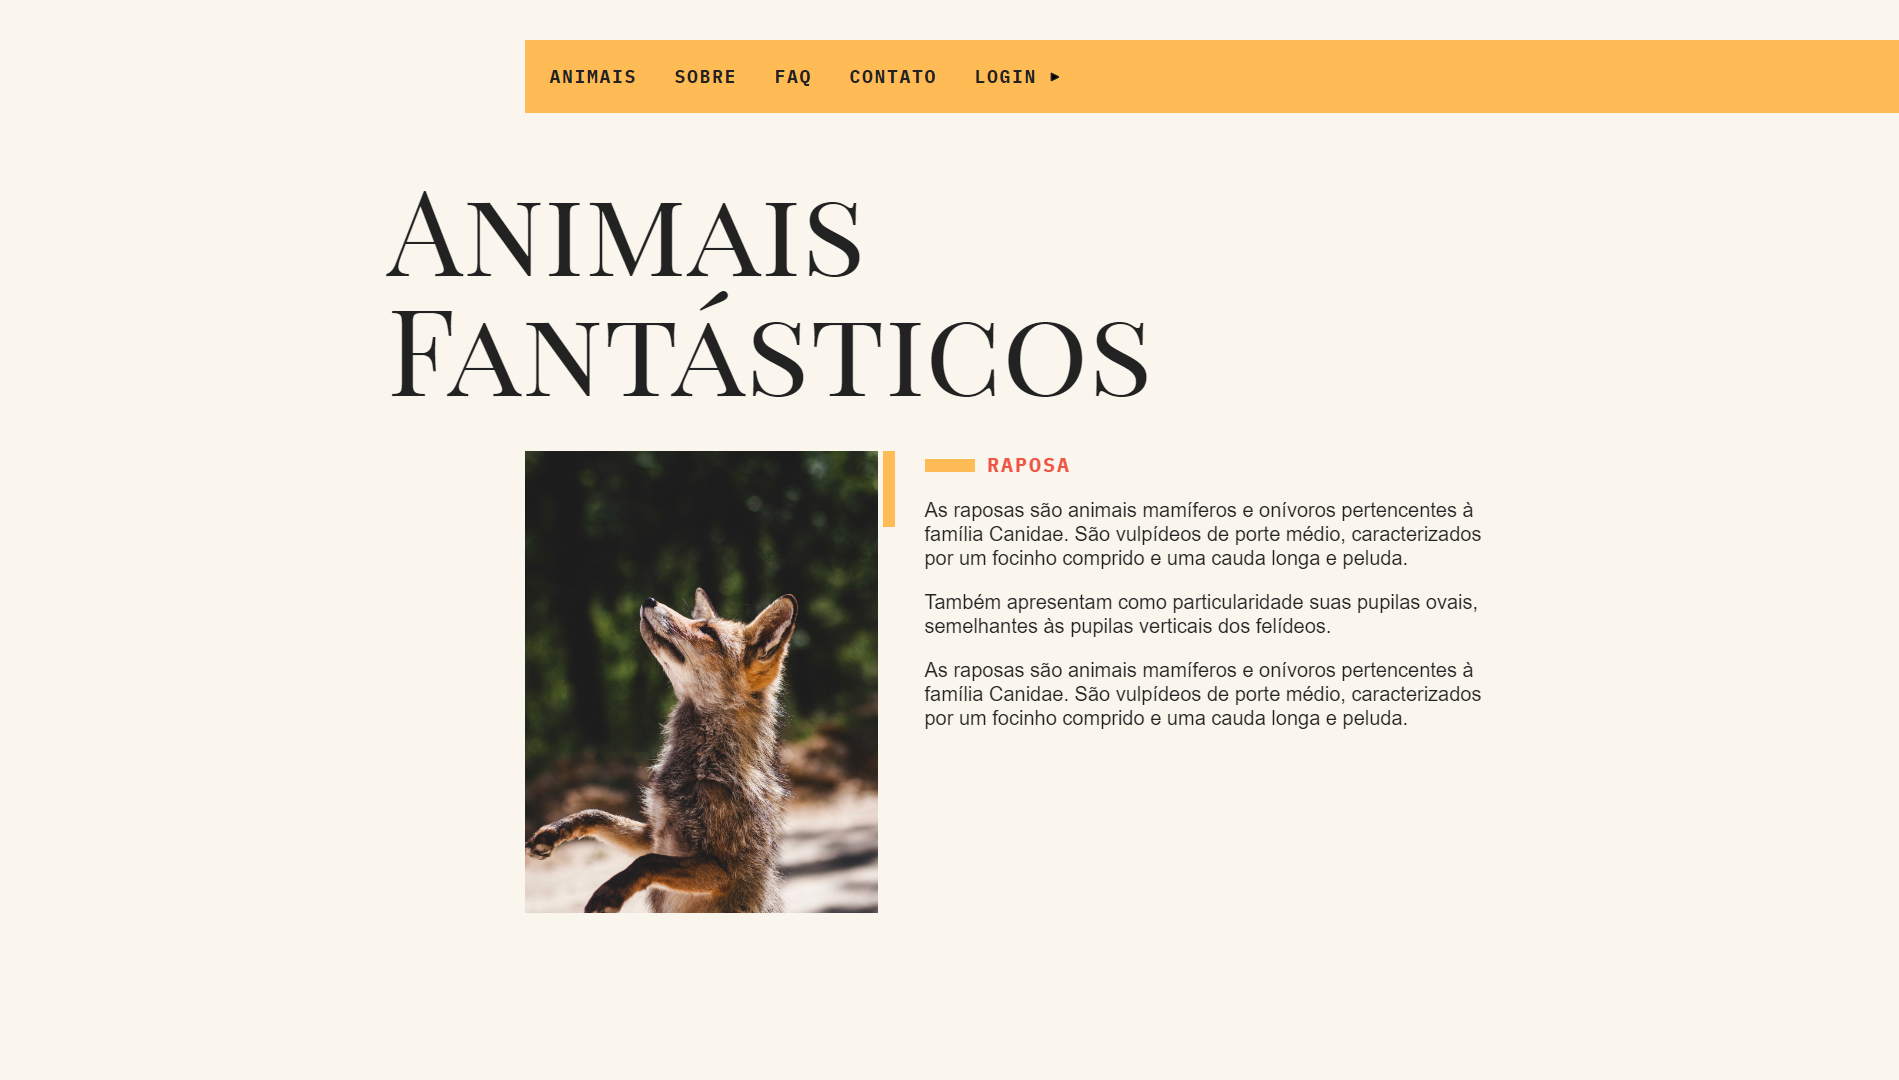 ANIMAIS SOBRE FAQ CONTATO LOGIN ▸
Animais
Fantásticos
RAPOSA
As raposas são animais mamíferos e onívoros pertencentes à
família Canidae. São vulpídeos de porte médio, caracterizados
por um focinho comprido e uma cauda longa e peluda.
Também apresentam como particularidade suas pupilas ovais,
semelhantes às pupilas verticais dos felídeos.
As raposas são animais mamíferos e onívoros pertencentes à
família Canidae. São vulpídeos de porte médio, caracterizados
por um focinho comprido e uma cauda longa e peluda.